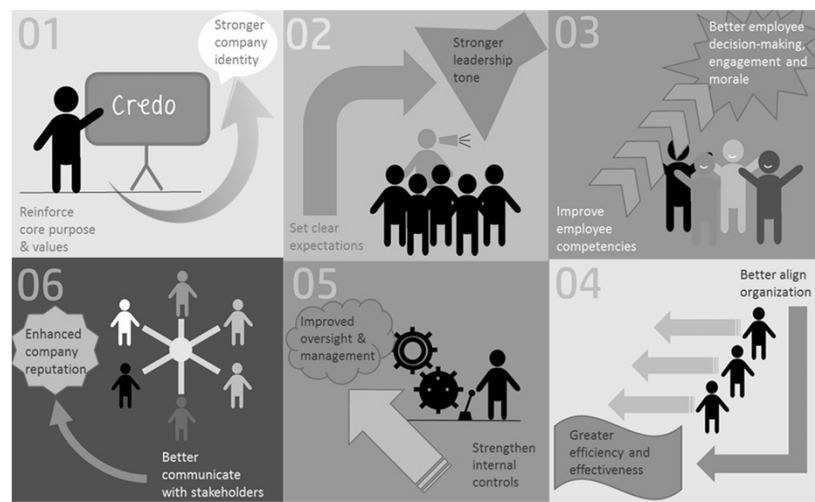 01
Stronger
company
identity
Credo
Reinforce
core purpose
& values
02
Stronger
leadership
tone
Set clear
expectations
03
Better employee
decision-making,
engagement and
morale
Improve
employee
competencies
06
Enhanced
company
reputation
Better
communicate
with stakeholders
05
Improved
oversight &
management
Strengthen
internal
controls
04
Better align
organization
Greater
efficiency and
effectiveness